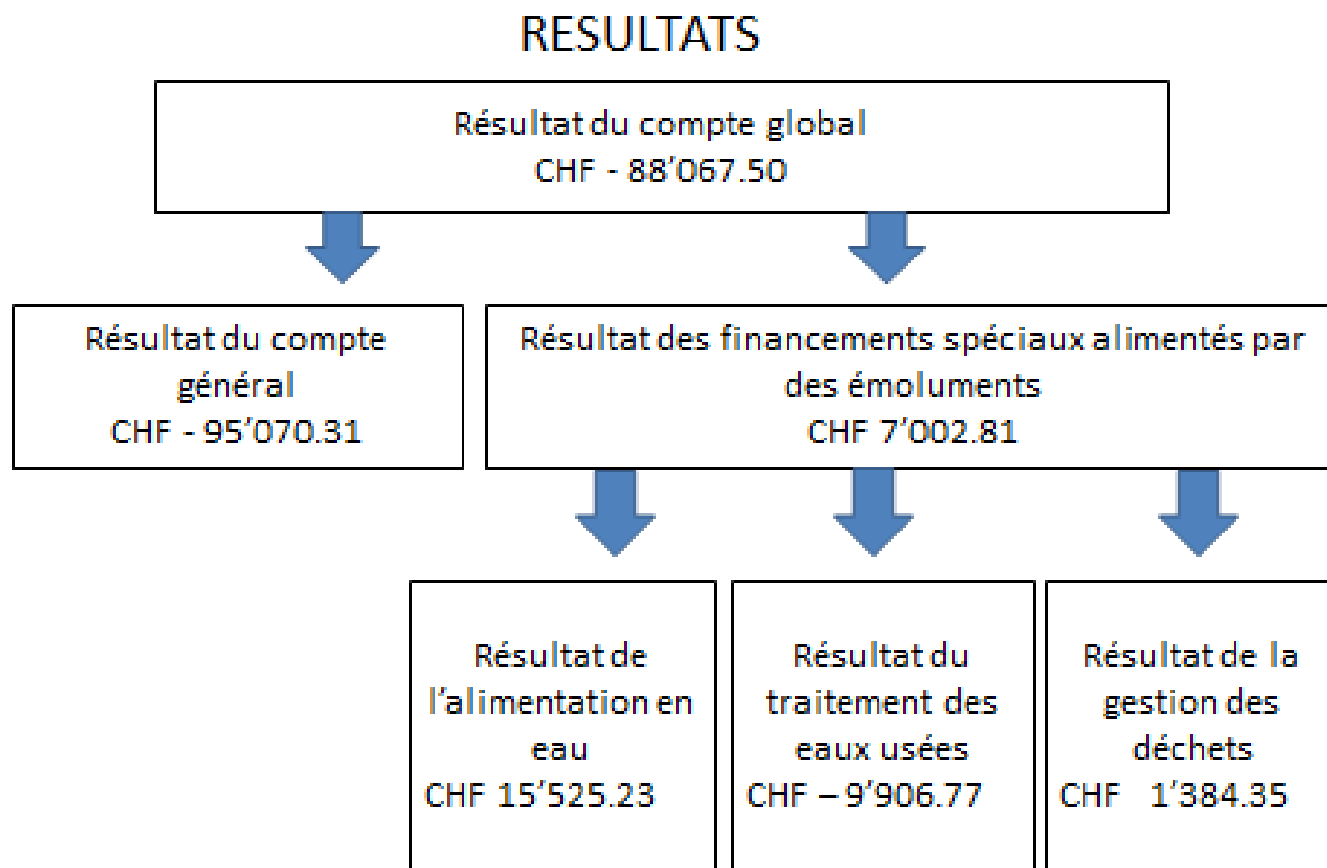 RESULTATS
Résultat du compte global
CHF - 88’067.50
Résultat du compte
général
CHF - 95’070.31
Résultat des financements spéciaux alimentés par
des émoluments
CHF 7’002.81
Résultat de
l’alimentation en
eau
CHF 15’525.23
Résultat du
traitement des
eaux usées
CHF – 9’906.77
Résultat de la
gestion des
déchets
CHF 1’384.35